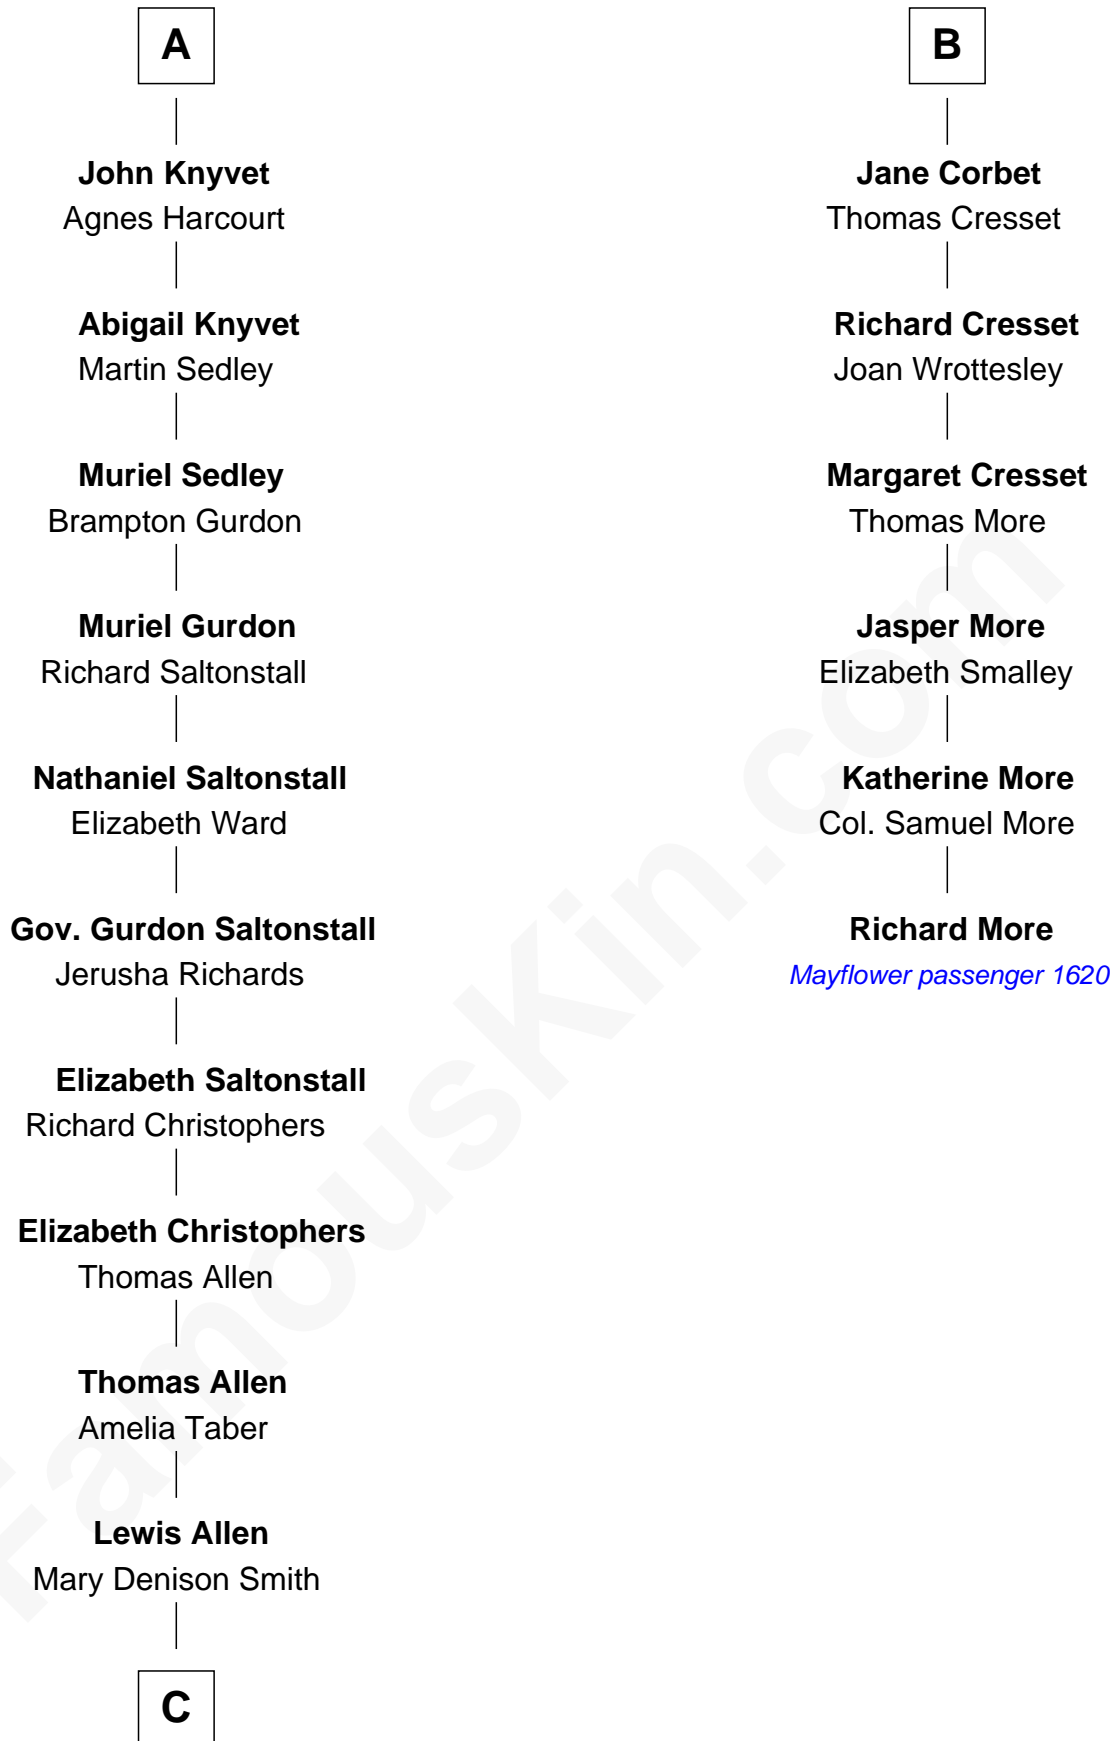 A
John Knyvet
Agnes Harcourt
Abigail Knyvet
Martin Sedley
Muriel Sedley
Brampton Gurdon
Muriel Gurdon
Richard Saltonstall
Nathaniel Saltonstall
Elizabeth Ward
Gov. Gurdon Saltonstall
Jerusha Richards
Elizabeth Saltonstall
Richard Christophers
Elizabeth Christophers
Thomas Allen
Thomas Allen
Amelia Taber
Lewis Allen
Mary Denison Smith
C
B
Jane Corbet
Thomas Cresset
Richard Cresset
Joan Wrottesley
Margaret Cresset
Thomas More
Jasper More
Elizabeth Smalley
Katherine More
Col. Samuel More
Richard More
Mayflower passenger 1620
FamousKin.com